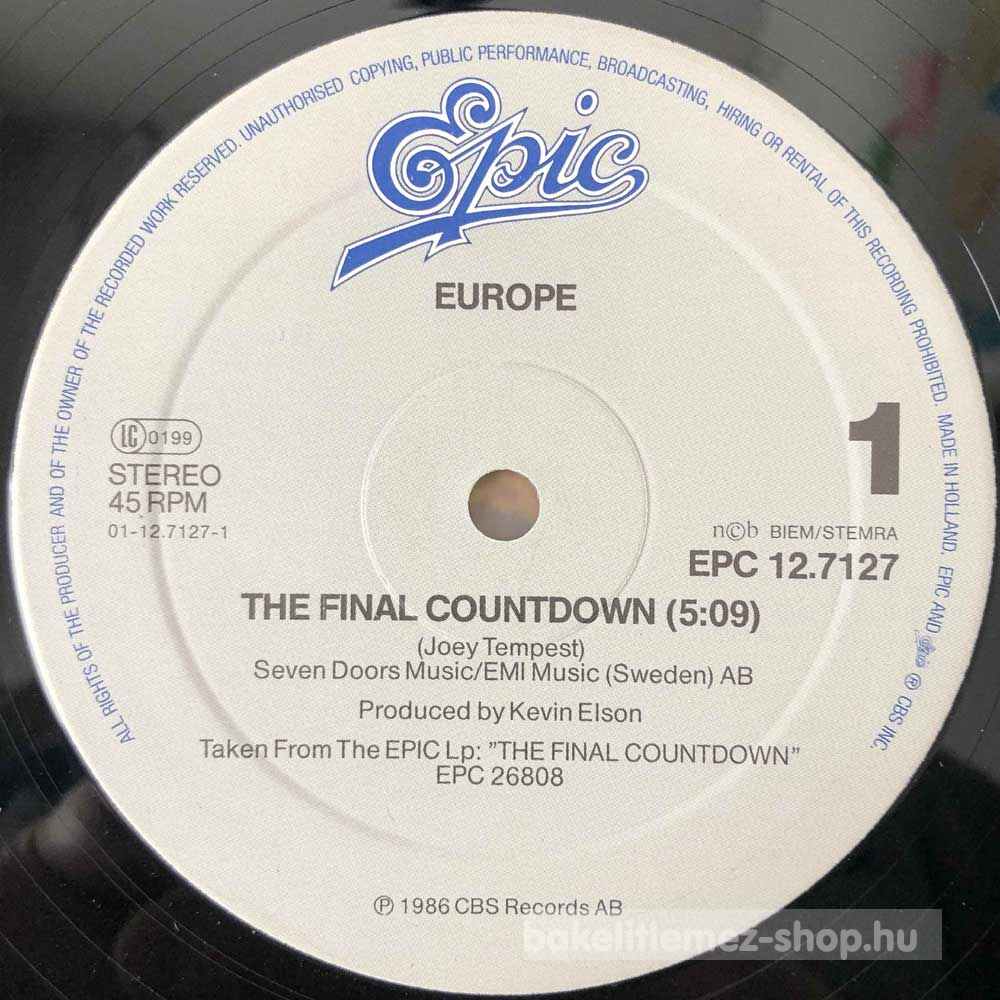 ALL RIGHTS OF THE PRODUCER AND OF THE OWNER OF THE RECORDED WORK RESERVED. UNAUTHORISED COPYING, PUBLIC PERFORMANCE, BROADCASTING, HIRING OR RENTAL OF THIS RECORDING PROHIBITED. MADE IN HOLLAND. EPIC AND Epic ® CBS INC.
Epic
EUROPE
LC 0199
STEREO
45 RPM
01-12.7127-1
1
n©b BIEM/STEMRA
EPC 12.7127
THE FINAL COUNTDOWN (5:09)
(Joey Tempest)
Seven Doors Music/EMI Music (Sweden) AB
Produced by Kevin Elson
Taken From The EPIC Lp: ”THE FINAL COUNTDOWN”
EPC 26808
℗ 1986 CBS Records AB
bakelitlemez-shop.hu